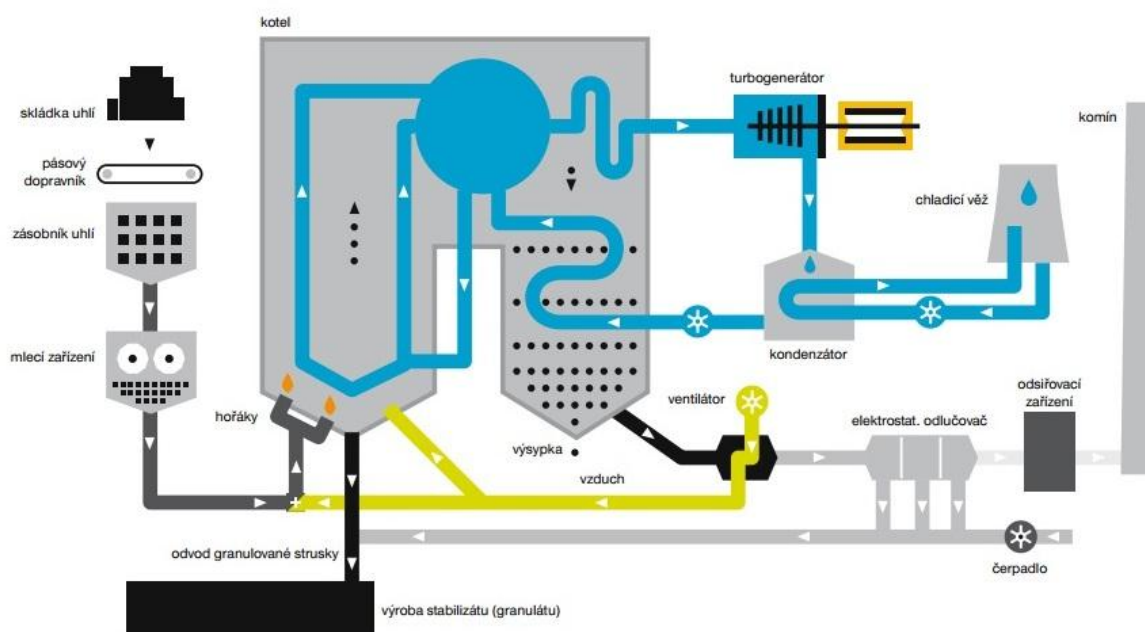 kotel
turbogenerátor
komín
skládka uhlí
pásový
dopravník
chladicí věž
zásobník uhlí
mlecí zařízení
kondenzátor
hořáky
ventilátor
odsiřovací
zařízení
elektrostat. odlučovač
výsypka
vzduch
odvod granulované strusky
čerpadlo
výroba stabilizátu (granulátu)